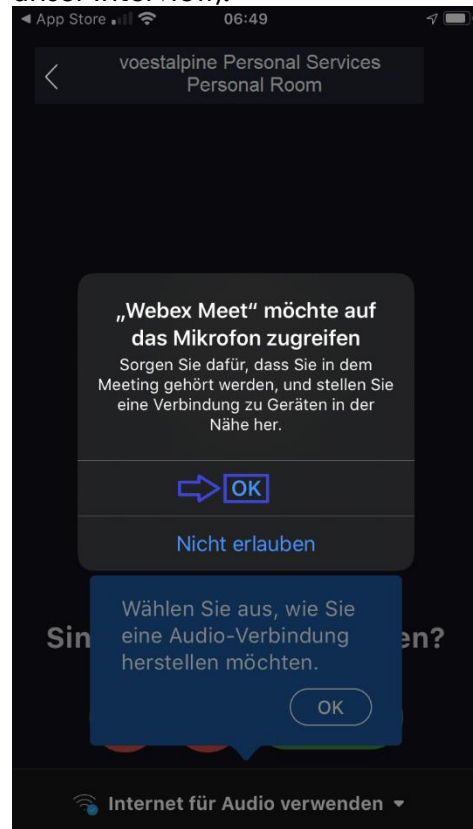 ◀ App Store 06:49
voestalpine Personal Services
Personal Room
„Webex Meet“ möchte auf
das Mikrofon zugreifen
Sorgen Sie dafür, dass Sie in dem
Meeting gehört werden, und stellen Sie
eine Verbindung zu Geräten in der
Nähe her.
OK
Nicht erlauben
Wählen Sie aus, wie Sie
eine Audio-Verbindung
herstellen möchten.
OK
Internet für Audio verwenden